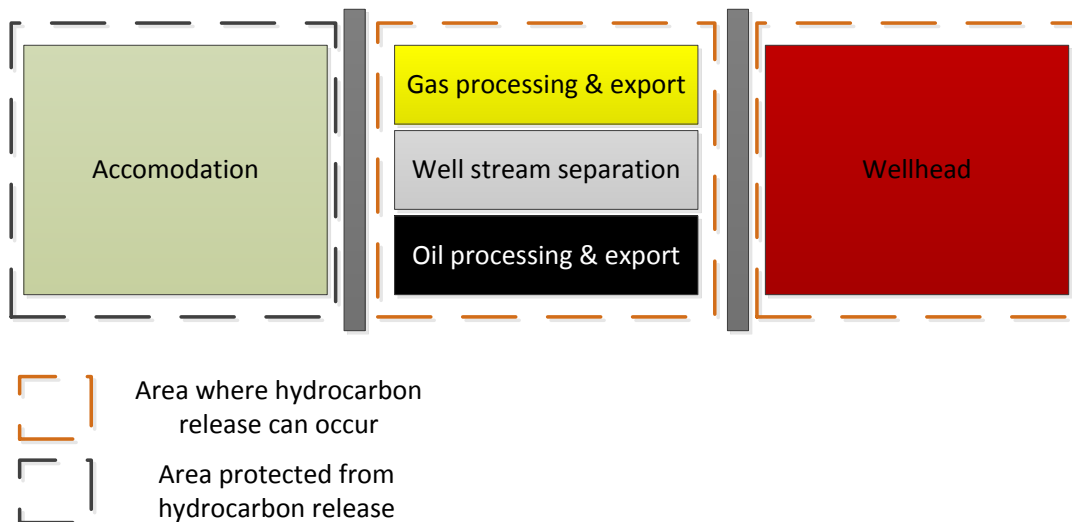 Accomodation
Gas processing & export
Well stream separation
Oil processing & export
Wellhead
Area where hydrocarbon
release can occur
Area protected from
hydrocarbon release